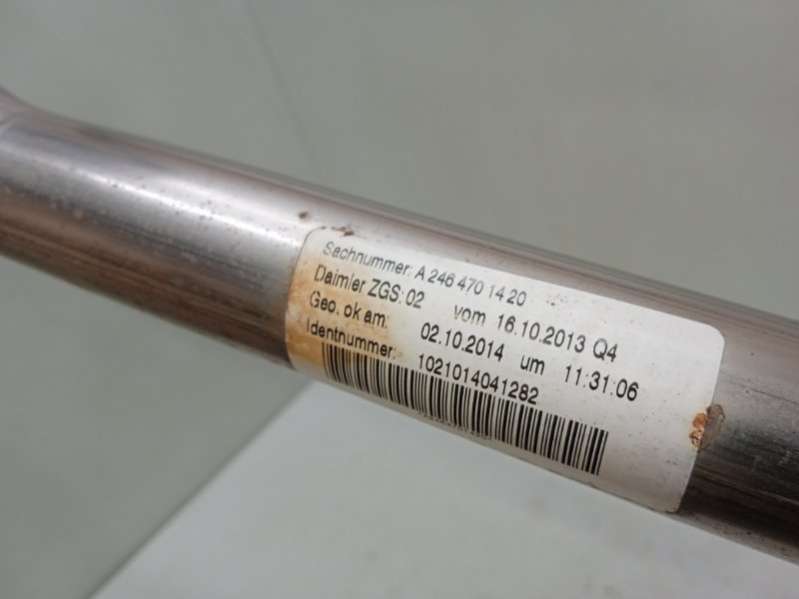 Sachnummer: A 246 470 14 20
Daimler ZGS: 02 vom 16.10.2013 Q4
Geo. ok am: 02.10.2014 um 11:31:06
Identnummer: 1021014041282